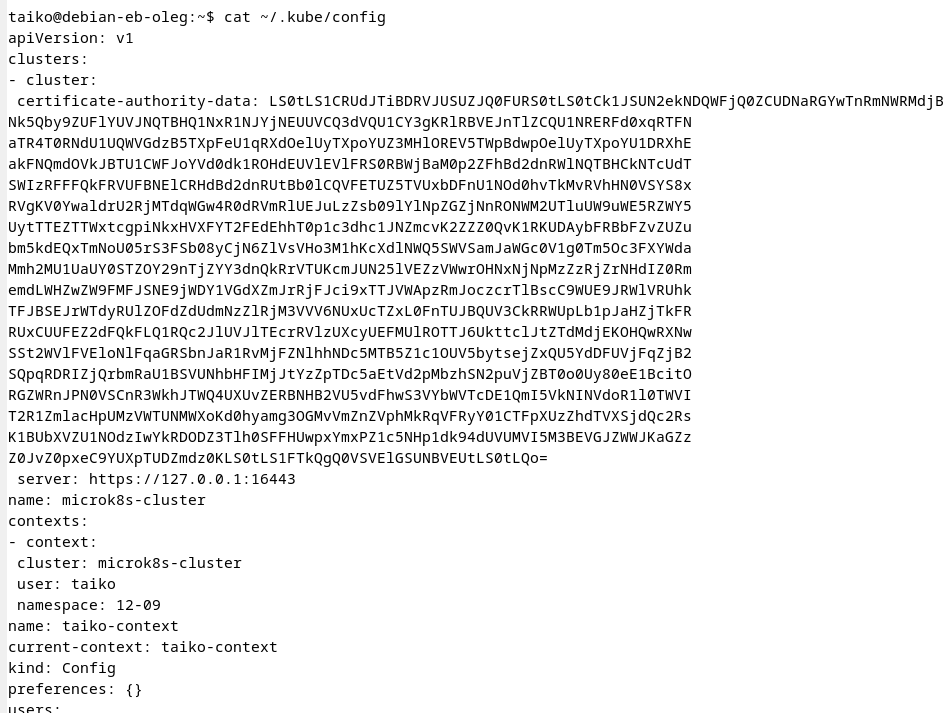 taiko@debian-eb-oleg:~$ cat ~/.kube/config
apiVersion: v1
clusters:
- cluster:
 certificate-authority-data: LS0tLS1CRUdJTiBDRVJUSUZJQ0FURS0tLS0tCk1JSUN2ekNDQWFjQ0ZCUDNaRGYwTnRmNWRMdjB
Nk5Qby9ZUFlYUVJNQTBHQ1NxR1NJYjNEUUVCQ3dVQU1CY3gKRlRBVEJnTlZCQU1NRERFd0xqRTFN
aTR4T0RNdU1UQWVGdzB5TXpFeU1qRXdOelUyTXpoYUZ3MHlOREV5TWpBdwpOelUyTXpoYU1DRXhE
akFNQmdOVkJBTU1CWFJoYVd0dk1ROHdEUVlEVlFRS0RBWjBaM0p2ZFhBd2dnRWlNQTBHCkNTcUdT
SWIzRFFFQkFRVUFBNElCRHdBd2dnRUtBb0lCQVFETUZ5TVUxbDFnU1NOd0hvTkMvRVhHN0VSYS8x
RVgKV0YwaldrU2RjMTdqWGw4R0dRVmRlUEJuLzZsb09lYlNpZGZjNnRONWM2UTluUW9uWE5RZWY5
UytTTEZTTWxtcgpiNkxHVXFYT2FEdEhhT0p1c3dhc1JNZmcvK2ZZZ0QvK1RKUDAybFRBbFZvZUZu
bm5kdEQxTmNoU05rS3FSb08yCjN6ZlVsVHo3M1hKcXdlNWQ5SWVSamJaWGc0V1g0Tm5Oc3FXYWda
Mmh2MU1UaUY0STZOY29nTjZYY3dnQkRrVTUKcmJUN25lVEZzVWwrOHNxNjNpMzZzRjZrNHdIZ0Rm
emdLWHZwZW9FMFJSNE9jWDY1VGdXZmJrRjFJci9xTTJVWApzRmJoczcrTlBscC9WUE9JRWlVRUhk
TFJBSEJrWTdyRUlZOFdZdUdmNzZlRjM3VVV6NUxUcTZxL0FnTUJBQUV3CkRRWUpLb1pJaHZjTkFR
RUxCUUFEZ2dFQkFLQ1RQc2JlUVJlTEcrRVlzUXcyUEFMUlROTTJ6UkttclJtZTdMdjEKOHQwRXNw
SSt2WVlFVEloNlFqaGRSbnJaR1RvMjFZNlhhNDc5MTB5Z1c1OUV5bytsejZxQU5YdDFUVjFqZjB2
SQpqRDRIZjQrbmRaU1BSVUNhbHFIMjJtYzZpTDc5aEtVd2pMbzhSN2puVjZBT0o0Uy80eE1BcitO
RGZWRnJPN0VSCnR3WkhJTWQ4UXUvZERBNHB2VU5vdFhwS3VYbWVTcDE1QmI5VkNINVdoR1l0TWVI
T2R1ZmlacHpUMzVWTUNMWXoKd0hyamg3OGMvVmZnZVphMkRqVFRyY01CTFpXUzZhdTVXSjdQc2Rs
K1BUbXVZU1NOdzIwYkRDODZ3Tlh0SFFHUwpxYmxPZ1c5NHp1dk94dUVUMVI5M3BEVGJZWWJKaGZz
Z0JvZ0pxeC9YUXpTUDZmdz0KLS0tLS1FTkQgQ0VSVElGSUNBVEUtLS0tLQo=
 server: https://127.0.0.1:16443
name: microk8s-cluster
contexts:
- context:
 cluster: microk8s-cluster
 user: taiko
 namespace: 12-09
name: taiko-context
current-context: taiko-context
kind: Config
preferences: {}
users: